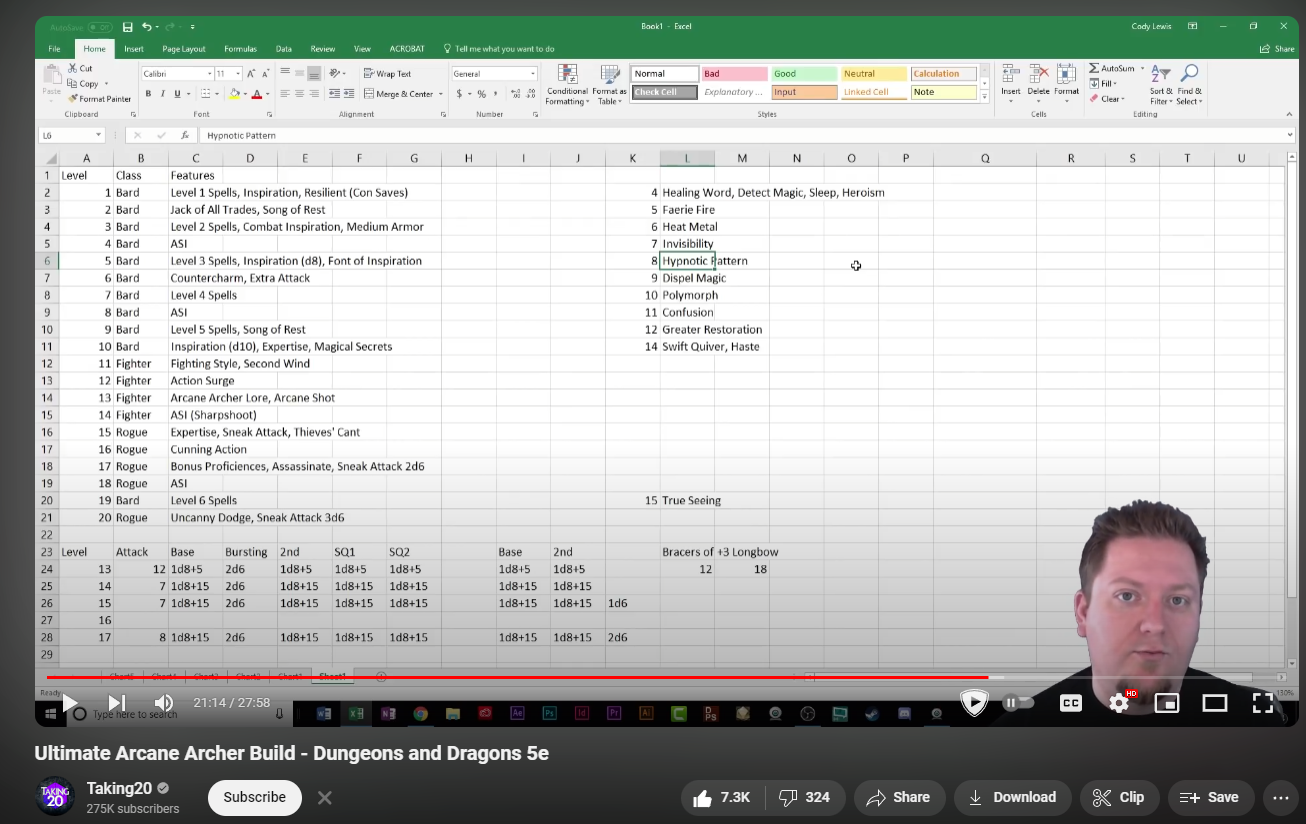 AutoSave Off
Book1 - Excel
Cody Lewis
File Home Insert Page Layout Formulas Data Review View ACROBAT Tell me what you want to do Share
Paste
Cut
Copy
Format Painter
Clipboard
Calibri 11
B I U
Font
Wrap Text
Merge & Center
Alignment
General
$ % ,
Number
Conditional Formatting
Format as Table
Normal Bad Good Neutral Calculation
Check Cell Explanatory ... Input Linked Cell Note
Styles
Insert Delete Format
Cells
AutoSum
Fill
Clear
Sort & Filter
Find & Select
Editing
L6 fx Hypnotic Pattern
A B C D E F G H I J K L M N O P Q R S T U
1 Level Class Features
2 1 Bard Level 1 Spells, Inspiration, Resilient (Con Saves) 4 Healing Word, Detect Magic, Sleep, Heroism
3 2 Bard Jack of All Trades, Song of Rest 5 Faerie Fire
4 3 Bard Level 2 Spells, Combat Inspiration, Medium Armor 6 Heat Metal
5 4 Bard ASI 7 Invisibility
6 5 Bard Level 3 Spells, Inspiration (d8), Font of Inspiration 8 Hypnotic Pattern
7 6 Bard Countercharm, Extra Attack 9 Dispel Magic
8 7 Bard Level 4 Spells 10 Polymorph
9 8 Bard ASI 11 Confusion
10 9 Bard Level 5 Spells, Song of Rest 12 Greater Restoration
11 10 Bard Inspiration (d10), Expertise, Magical Secrets 14 Swift Quiver, Haste
12 11 Fighter Fighting Style, Second Wind
13 12 Fighter Action Surge
14 13 Fighter Arcane Archer Lore, Arcane Shot
15 14 Fighter ASI (Sharpshoot)
16 15 Rogue Expertise, Sneak Attack, Thieves' Cant
17 16 Rogue Cunning Action
18 17 Rogue Bonus Proficiences, Assassinate, Sneak Attack 2d6
19 18 Rogue ASI
20 19 Bard Level 6 Spells 15 True Seeing
21 20 Rogue Uncanny Dodge, Sneak Attack 3d6
22
23 Level Attack Base Bursting 2nd SQ1 SQ2 Base 2nd Bracers of +3 Longbow
24 13 12 1d8+5 2d6 1d8+5 1d8+5 1d8+5 1d8+5 1d8+5 12 18
25 14 7 1d8+15 2d6 1d8+15 1d8+15 1d8+15 1d8+15 1d8+15
26 15 7 1d8+15 2d6 1d8+15 1d8+15 1d8+15 1d8+15 1d8+15 1d6
27 16
28 17 8 1d8+15 2d6 1d8+15 1d8+15 1d8+15 1d8+15 1d8+15 2d6
29
Sheet1
Ready 130%
21:14 / 27:58
CC HD
Type here to search
Ultimate Arcane Archer Build - Dungeons and Dragons 5e
TAKING 20
Taking20
275K subscribers
Subscribe
7.3K 324 Share Download Clip Save